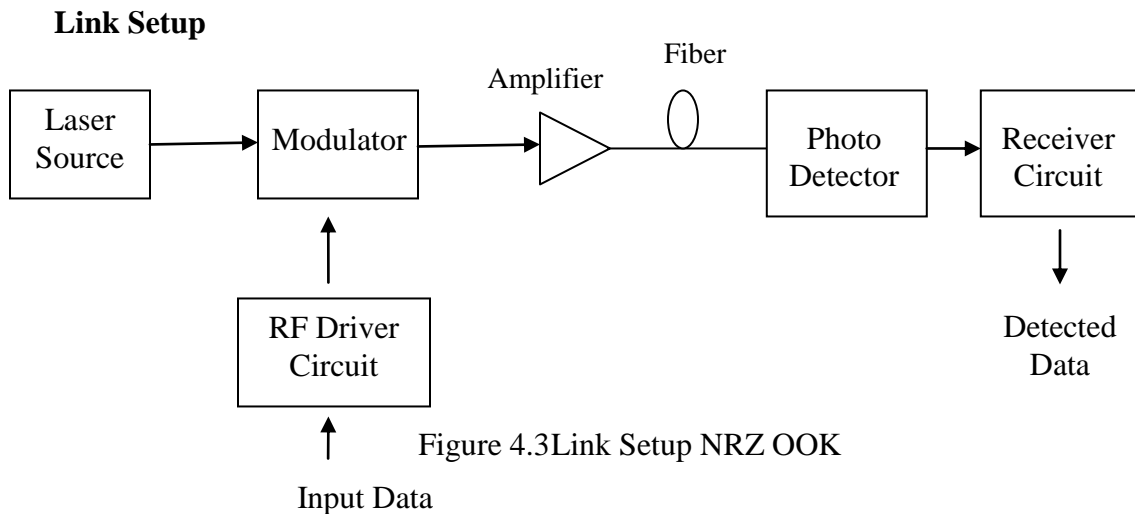 Link Setup
Laser
Source
Modulator
Amplifier
Fiber
Photo
Detector
Receiver
Circuit
RF Driver
Circuit
Detected
Data
Figure 4.3Link Setup NRZ OOK
Input Data